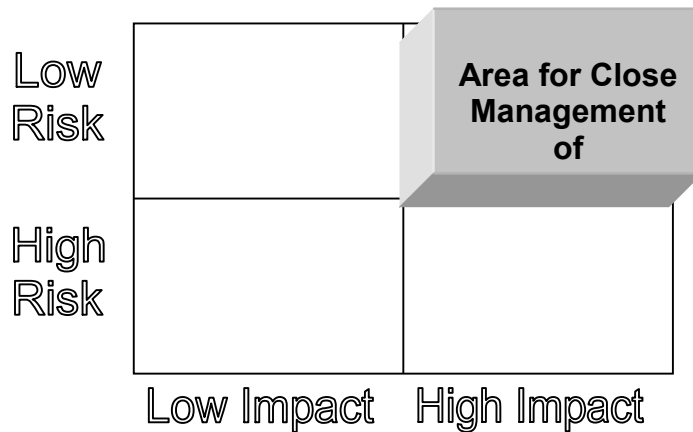 Low
Risk
Area for Close
Management
of
High
Risk
Low Impact
High Impact